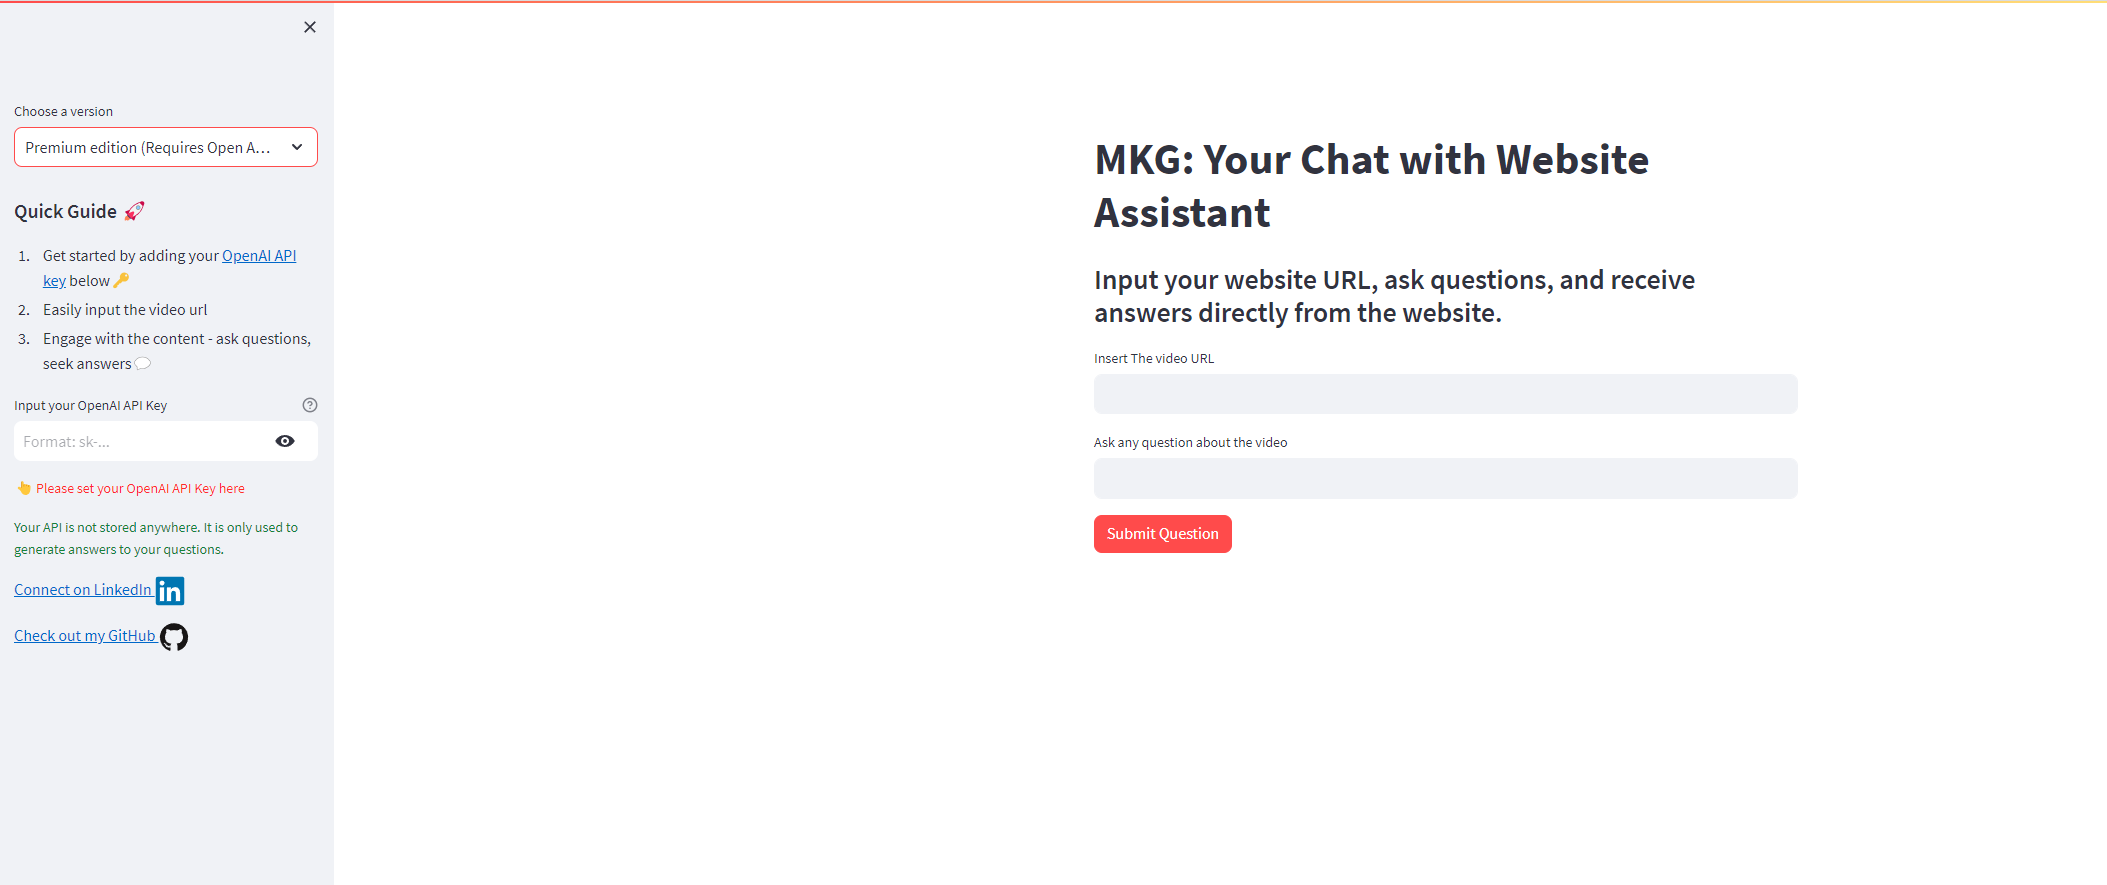 Choose a version
Premium edition (Requires Open A...
Quick Guide 🚀
1. Get started by adding your OpenAI API
key below 🔑
2. Easily input the video url
3. Engage with the content - ask questions,
seek answers 💬
Input your OpenAI API Key
Format: sk-...
👆 Please set your OpenAI API Key here
Your API is not stored anywhere. It is only used to
generate answers to your questions.
Connect on LinkedIn in
Check out my GitHub
MKG: Your Chat with Website
Assistant
Input your website URL, ask questions, and receive
answers directly from the website.
Insert The video URL
Ask any question about the video
Submit Question